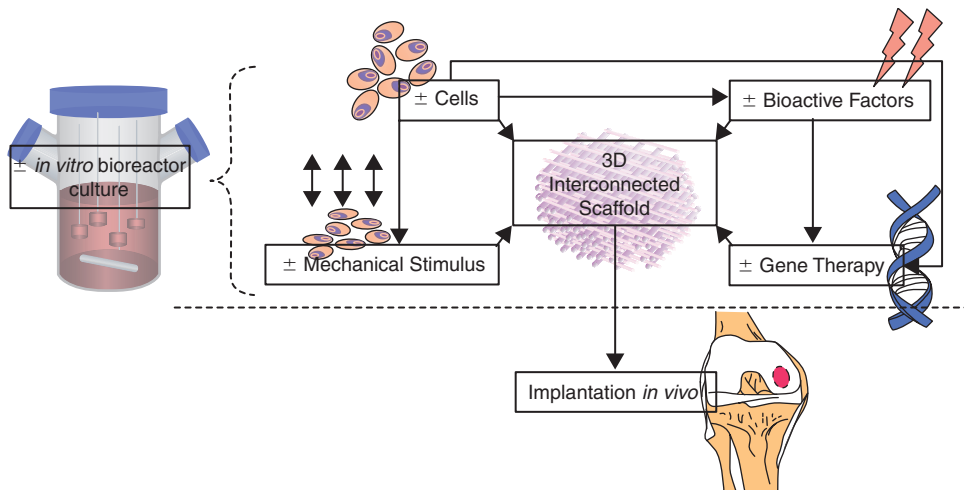 ± in vitro bioreactor
culture
± Cells
± Bioactive Factors
3D
Interconnected
Scaffold
± Mechanical Stimulus
± Gene Therapy
Implantation in vivo